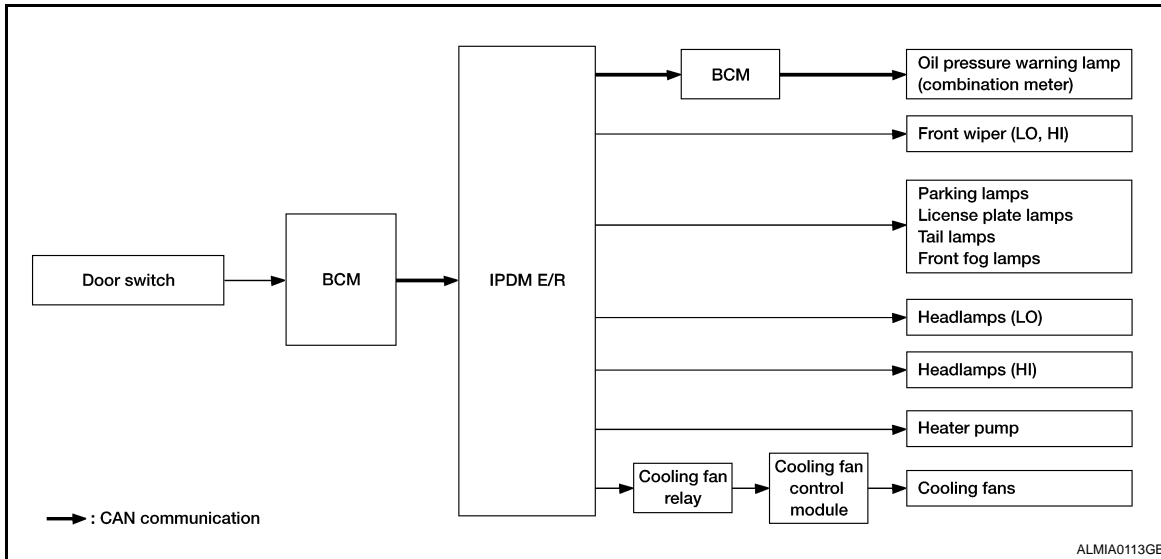 Door switch
BCM
IPDM E/R
BCM
Oil pressure warning lamp
(combination meter)
Front wiper (LO, HI)
Parking lamps
License plate lamps
Tail lamps
Front fog lamps
Headlamps (LO)
Headlamps (HI)
Heater pump
Cooling fan
relay
Cooling fan
control
module
Cooling fans
: CAN communication
ALMIA0113GB